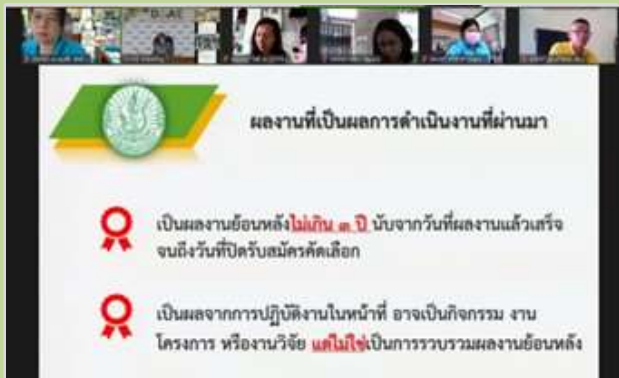 ผลงานที่เป็นผลการดำเนินงานที่ผ่านมา
เป็นผลงานย้อนหลังไม่เกิน ๓ ปี นับจากวันที่ผลงานแล้วเสร็จ
จนถึงวันที่ปิดรับสมัครคัดเลือก
เป็นผลจากการปฏิบัติงานในหน้าที่ อาจเป็นกิจกรรม งาน
โครงการ หรืองานวิจัย แต่ไม่ใช่เป็นการรวบรวมผลงานย้อนหลัง